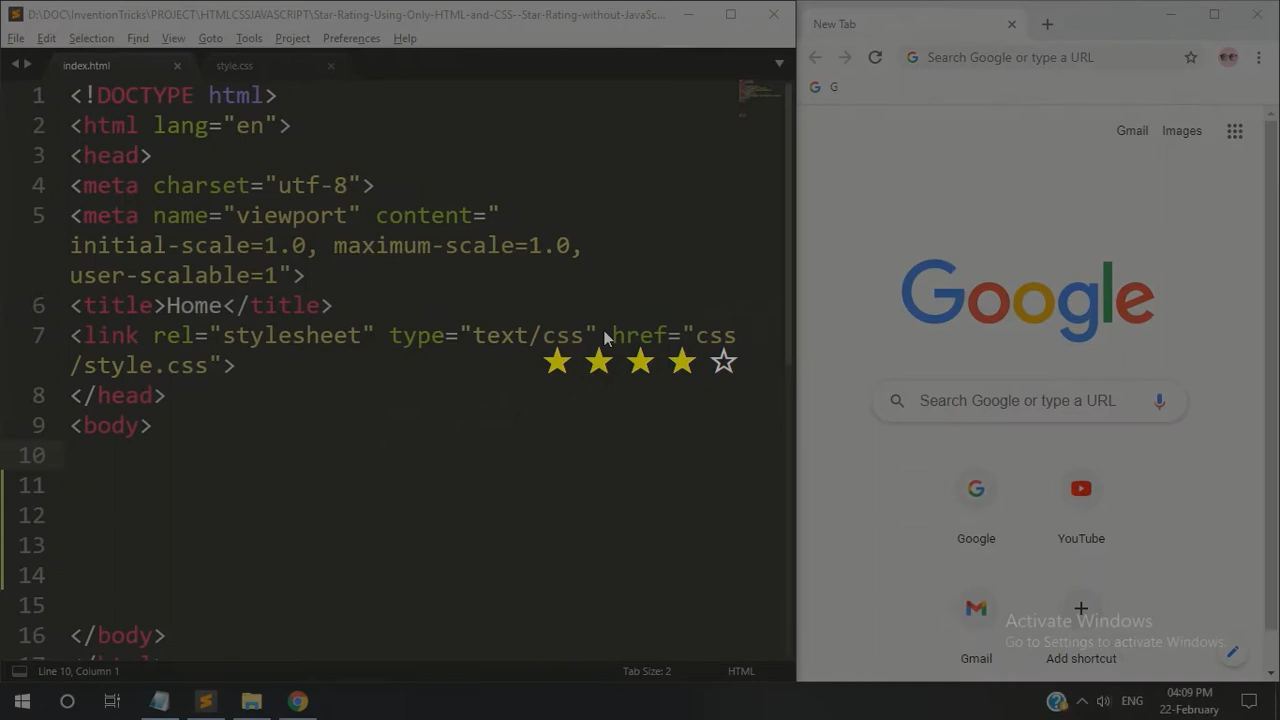 D:\DOC\InventionTricks\PROJECT\HTMLCSSJAVASCRIPT\Star-Rating-Using-Only-HTML-and-CSS--Star-Rating-without-JavaSc...
File Edit Selection Find View Goto Tools Project Preferences Help
index.html style.css
1 <!DOCTYPE html>
2 <html lang="en">
3 <head>
4 <meta charset="utf-8">
5 <meta name="viewport" content="
initial-scale=1.0, maximum-scale=1.0,
user-scalable=1">
6 <title>Home</title>
7 <link rel="stylesheet" type="text/css" href="css
/style.css">
8 </head>
9 <body>
10
11
12
13
14
15
16 </body>
Line 10, Column 1 Tab Size: 2 HTML
New Tab
Search Google or type a URL
G
Gmail Images
Google
Search Google or type a URL
Google YouTube
Gmail Add shortcut
Activate Windows
Go to Settings to activate Windows.
ENG
04:09 PM
22-February